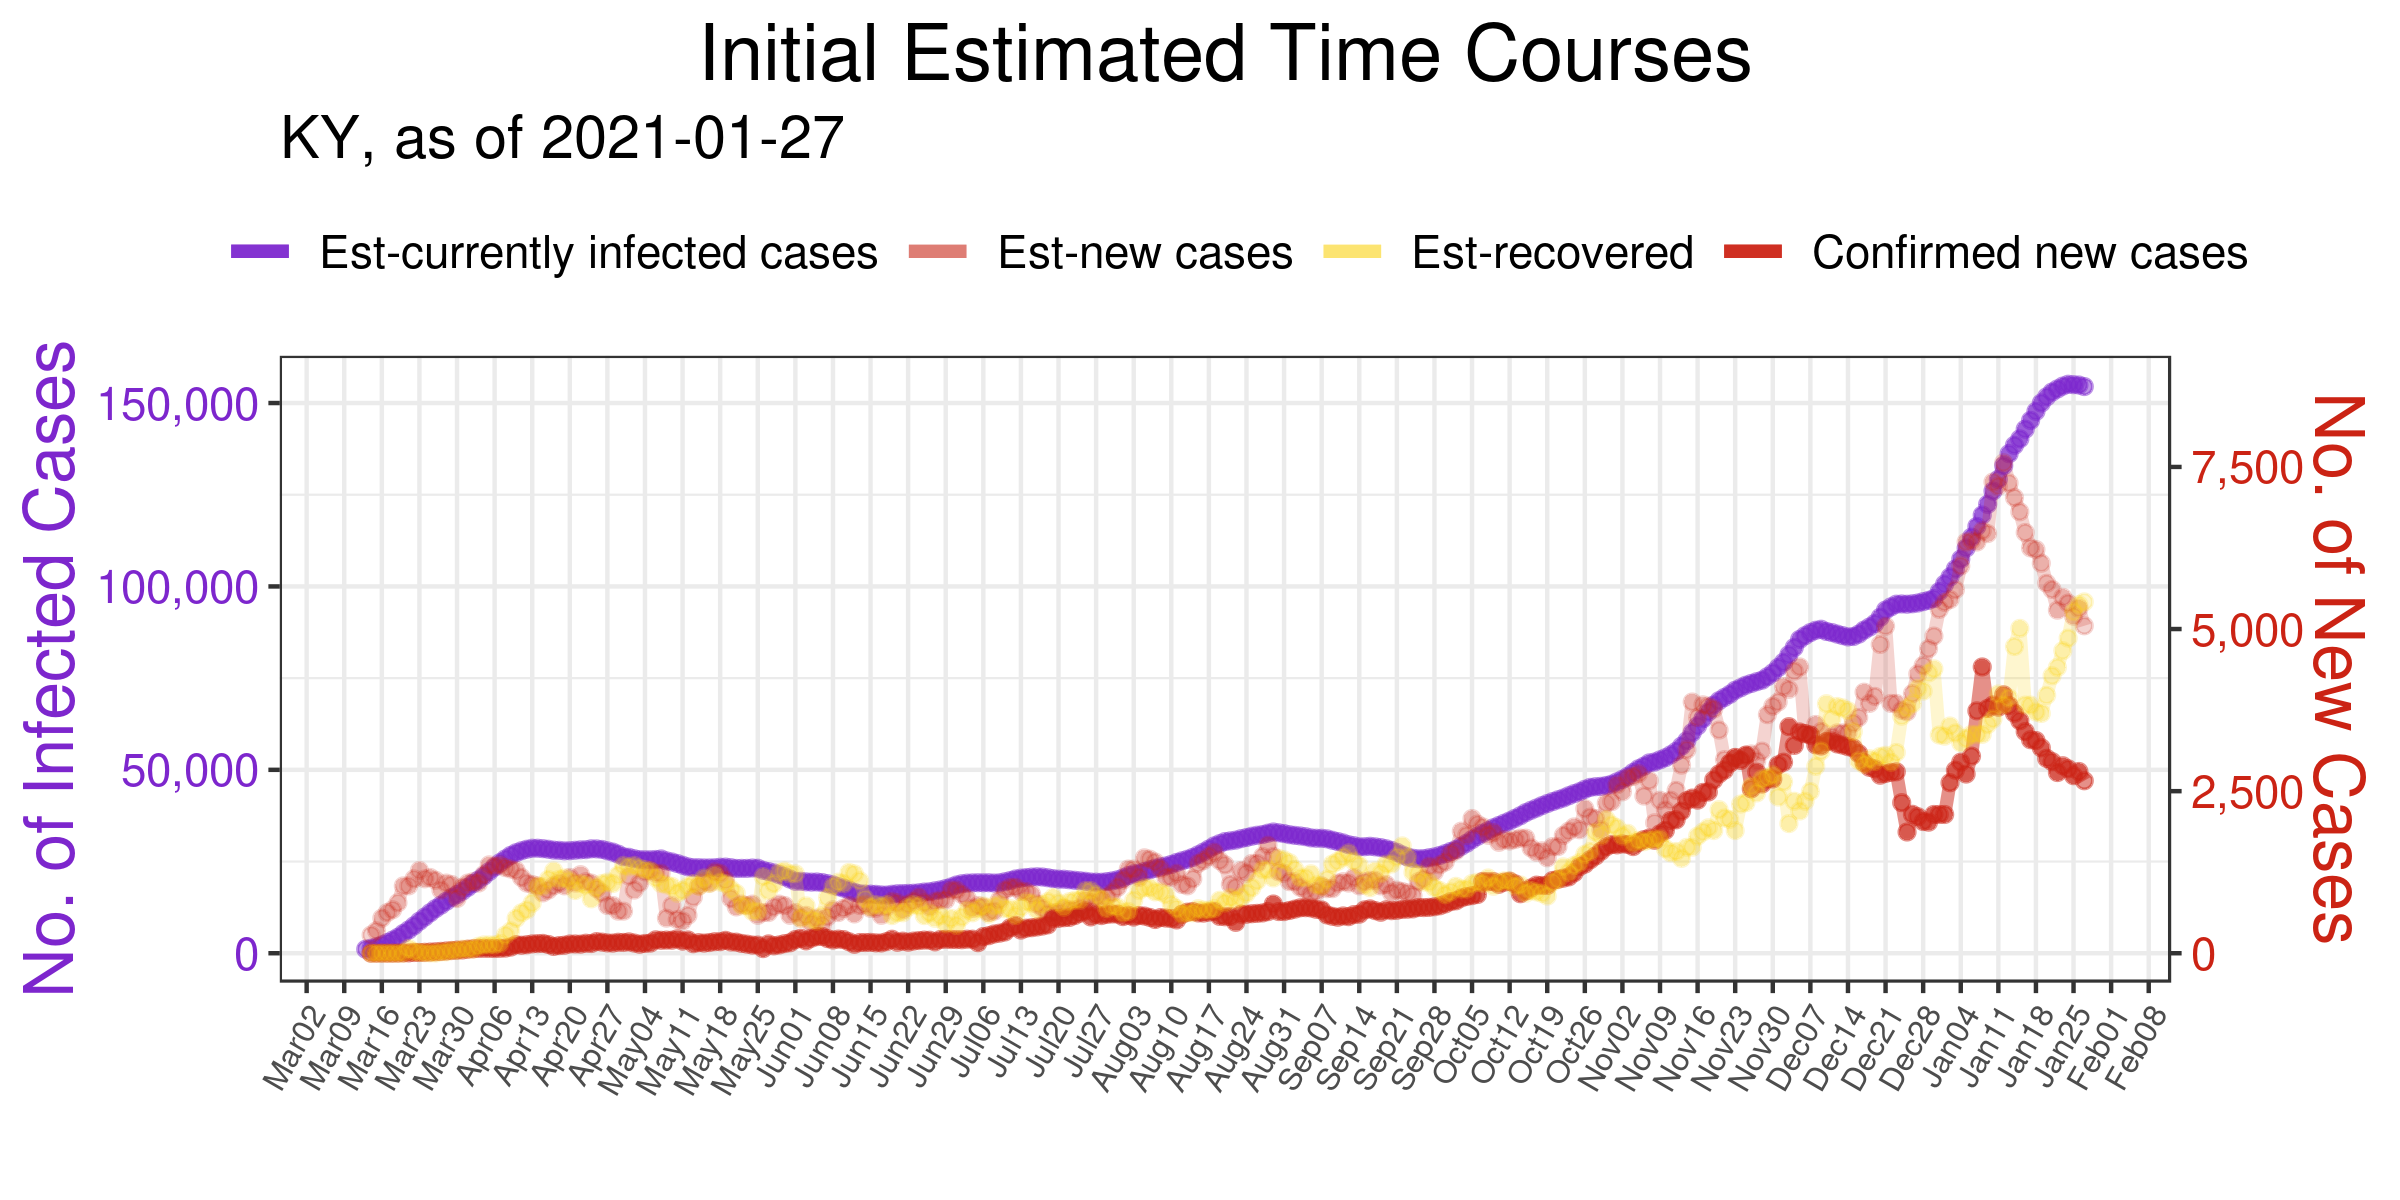 Initial Estimated Time Courses
KY, as of 2021-01-27
Est-currently infected cases Est-new cases Est-recovered Confirmed new cases
No. of Infected Cases
150,000
100,000
50,000
0
7,500
5,000
2,500
0
No. of New Cases
Mar02 Mar09 Mar16 Mar23 Mar30 Apr06 Apr13 Apr20 Apr27 May04 May11 May18 May25 Jun01 Jun08 Jun15 Jun22 Jun29 Jul06 Jul13 Jul20 Jul27 Aug03 Aug10 Aug17 Aug24 Aug31 Sep07 Sep14 Sep21 Sep28 Oct05 Oct12 Oct19 Oct26 Nov02 Nov09 Nov16 Nov23 Nov30 Dec07 Dec14 Dec21 Dec28 Jan04 Jan11 Jan18 Jan25 Feb01 Feb08